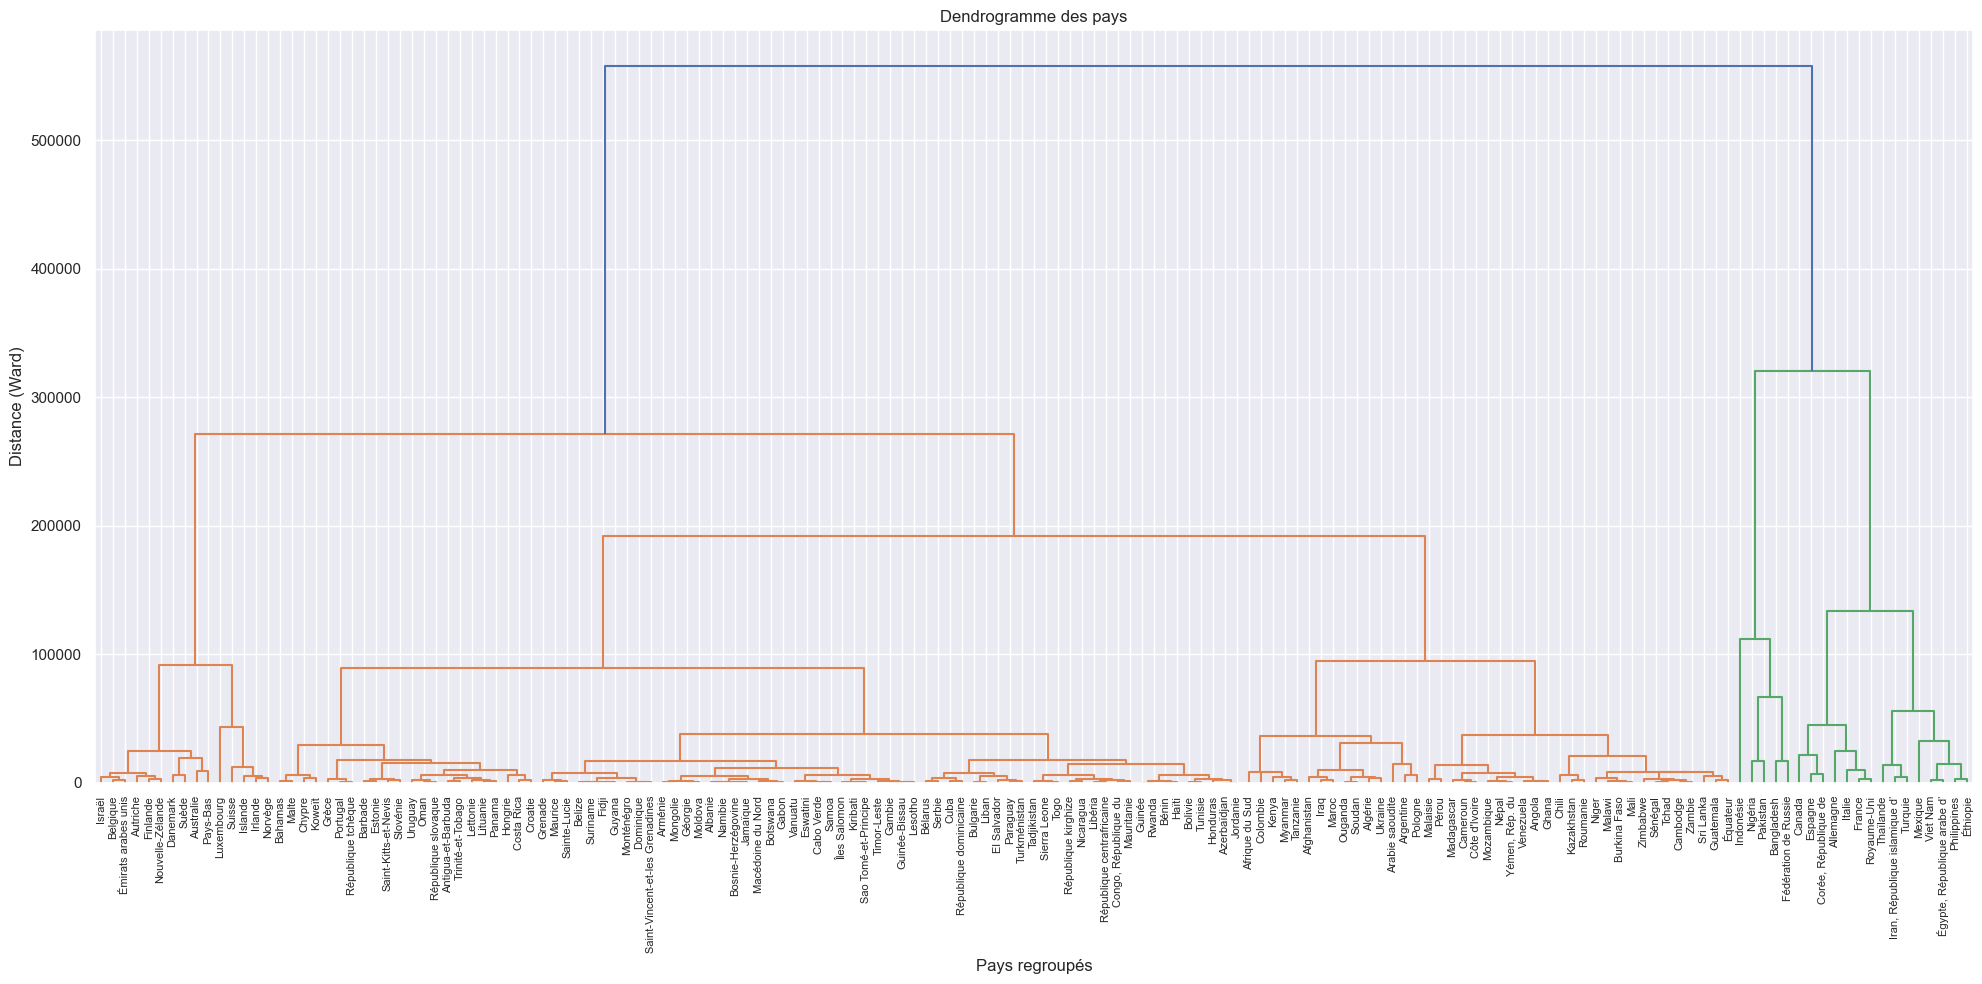 Dendrogramme des pays
Distance (Ward)
500000
400000
300000
200000
100000
0
Israël
Belgique
Émirats arabes unis
Autriche
Finlande
Nouvelle-Zélande
Danemark
Suède
Australie
Pays-Bas
Luxembourg
Suisse
Islande
Irlande
Norvège
Bahamas
Malte
Chypre
Koweït
Grèce
Portugal
République tchèque
Barbade
Estonie
Saint-Kitts-et-Nevis
Slovénie
Uruguay
Oman
République slovaque
Antigua-et-Barbuda
Trinité-et-Tobago
Lettonie
Lituanie
Panama
Hongrie
Costa Rica
Croatie
Grenade
Maurice
Sainte-Lucie
Belize
Suriname
Fridji
Guyana
Monténégro
Dominique
Saint-Vincent-et-les Grenadines
Arménie
Mongolie
Géorgie
Moldova
Albanie
Namibie
Bosnie-Herzégovine
Jamaïque
Macédoine du Nord
Boswana
Gabon
Vanuatu
Eswatini
Cabo Verde
Samoa
Îles Salomon
Kiribati
Sao Tomé-et-Principe
Timor-Leste
Gambie
Guinée-Bissau
Lesotho
Bélarus
Serbie
Cuba
République dominicaine
Bulgarie
Liban
El Salvador
Paraguay
Turkménistan
Tadjikistan
Sierra Leone
Togo
République kirghize
Nicaragua
Libéria
République centrafricaine
Congo, République du
Mauritanie
Guinée
Rwanda
Bénin
Haïti
Bolivie
Tunisie
Honduras
Azerbaïdjan
Jordanie
Afrique du Sud
Colombie
Kenya
Myanmar
Tanzanie
Afghanistan
Iraq
Maroc
Ouganda
Soudan
Algérie
Ukraine
Arabie saoudite
Argentine
Pologne
Malaisie
Pérou
Madagascar
Cameroun
Côte d'Ivoire
Mozambique
Népal
Yémen, Rép. du
Venezuela
Angola
Ghana
Chili
Kazakhstan
Roumanie
Niger
Malawi
Burkina Faso
Mali
Zimbabwe
Sénégal
Tchad
Cambodge
Zambie
Sri Lanka
Guatemala
Équateur
Indonésie
Nigéria
Pakistan
Bangladesh
Fédération de Russie
Canada
Espagne
Corée, République de
Allemagne
Italie
France
Royaume-Uni
Thaïlande
Iran, République islamique d'
Turquie
Mexique
Viet Nam
Égypte, République arabe d'
Philippines
Éthiopie
Pays regroupés